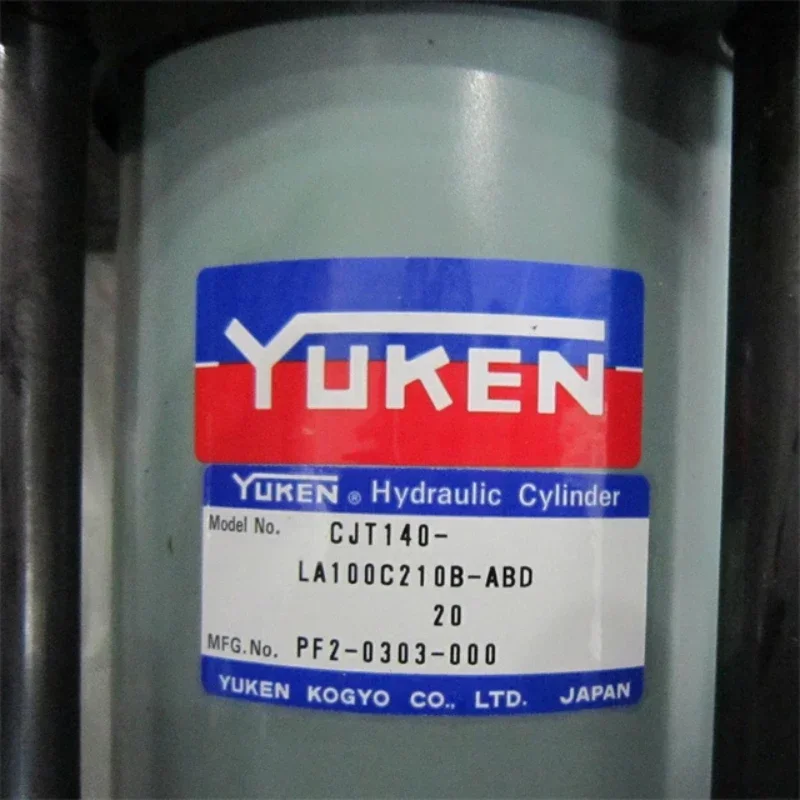 YUKEN
YUKEN ® Hydraulic Cylinder
Model No. CJT140-
LA100C210B-ABD
20
MFG.No. PF2-0303-000
YUKEN KOGYO CO., LTD. JAPAN